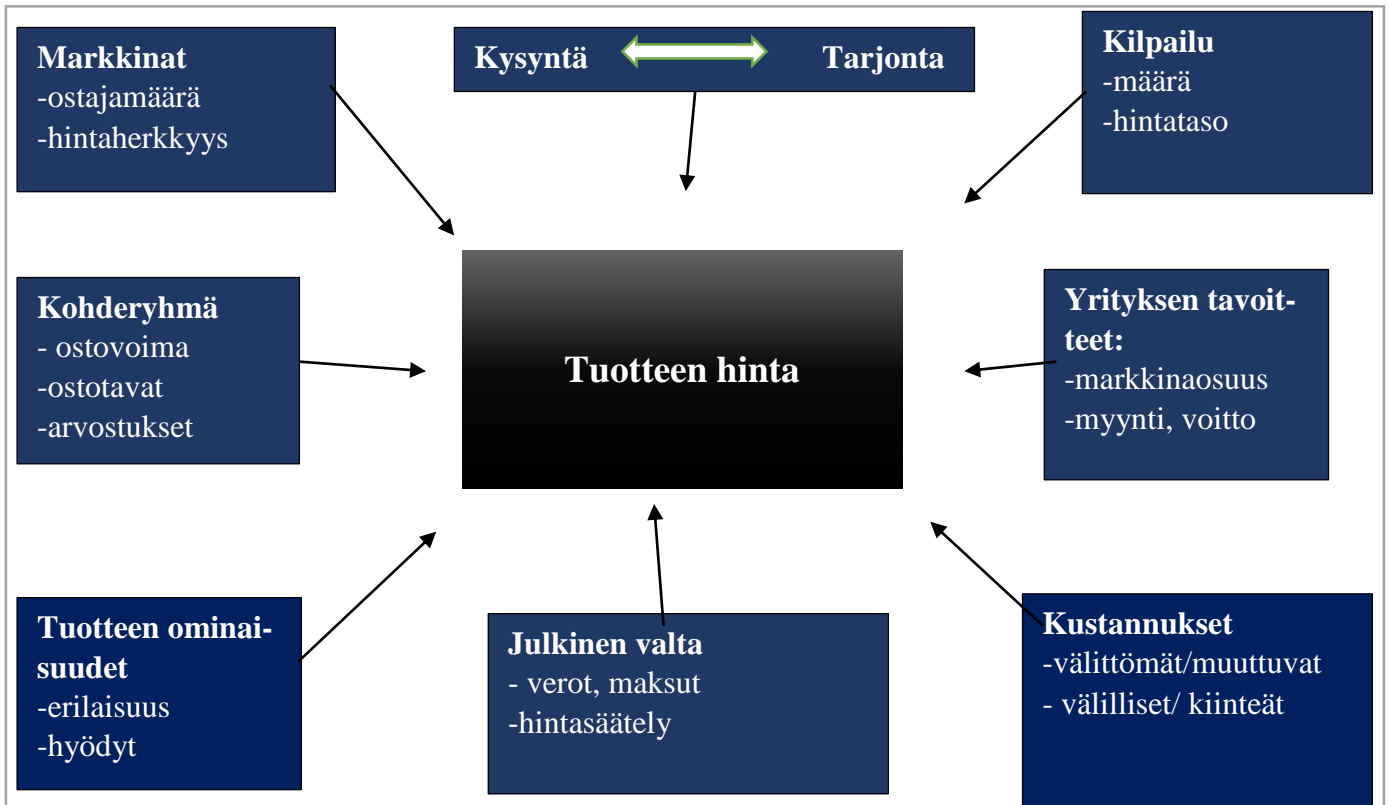 Markkinat
-ostajamäärä
-hintaherkkyys
Kysyntä Tarjonta
Kilpailu
-määrä
-hintataso
Kohderyhmä
- ostovoima
-ostotavat
-arvostukset
Tuotteen hinta
Yrityksen tavoit-
teet:
-markkinaosuus
-myynti, voitto
Tuotteen ominai-
suudet
-erilaisuus
-hyödyt
Julkinen valta
- verot, maksut
-hintasäätely
Kustannukset
-välittömät/muuttuvat
- välilliset/ kiinteät